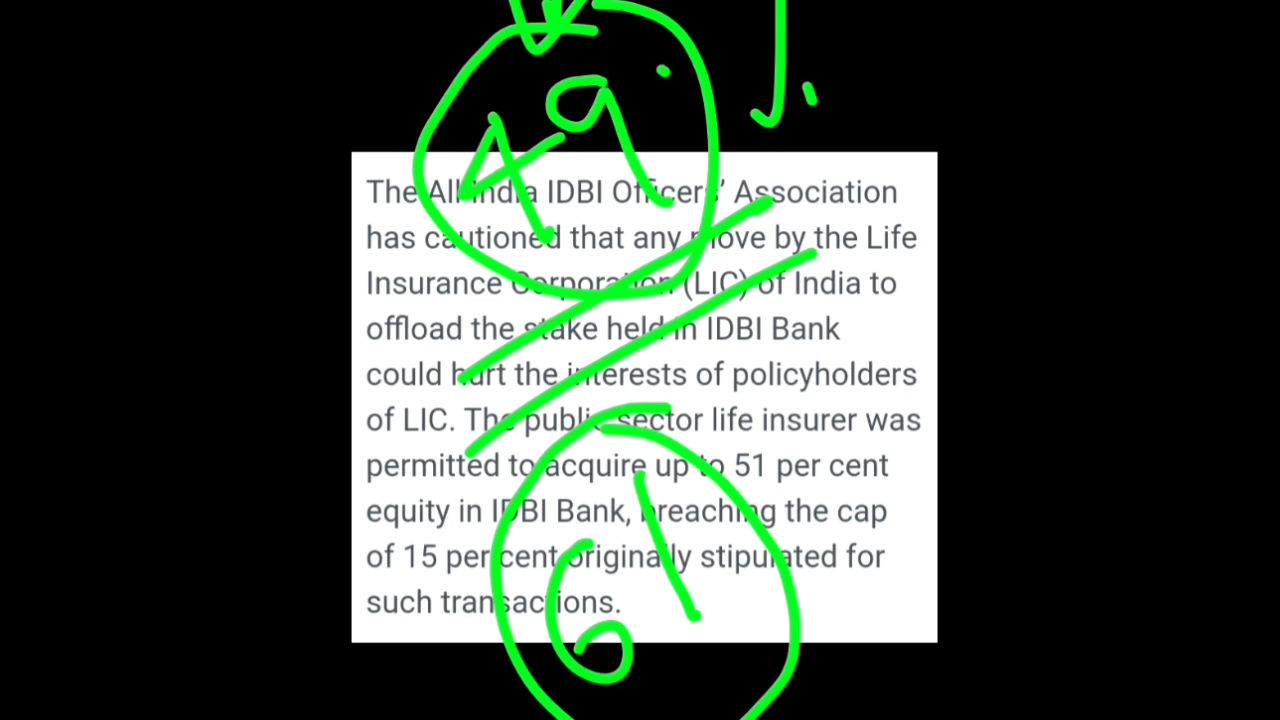 49
The All India IDBI Officers’ Association
has cautioned that any move by the Life
Insurance Corporation (LIC) of India to
offload the stake held in IDBI Bank
could hurt the interests of policyholders
of LIC. The public sector life insurer was
permitted to acquire up to 51 per cent
equity in IDBI Bank, breaching the cap
of 15 per cent originally stipulated for
such transactions.
61